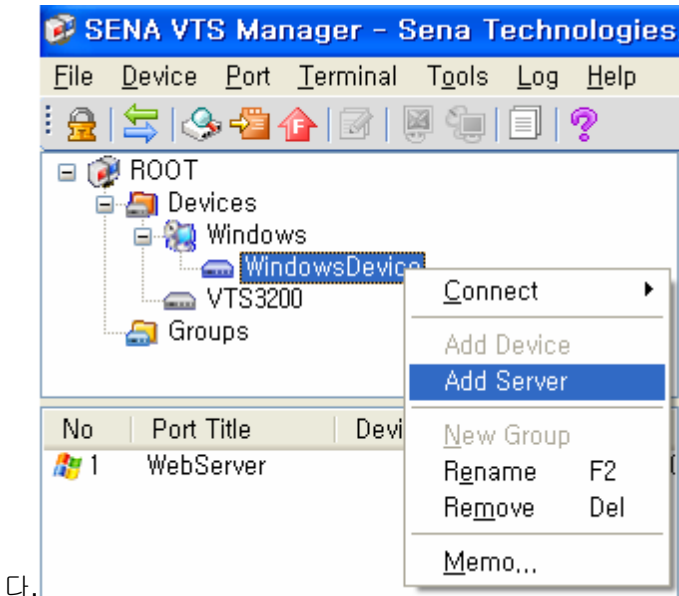 SENA VTS Manager - Sena Technologies
File Device Port Terminal Tools Log Help
ROOT
Devices
Windows
WindowsDevice
VTS3200
Groups
Connect
Add Device
Add Server
New Group
Rename F2
Remove Del
Memo...
No Port Title Devi
1 WebServer
다.